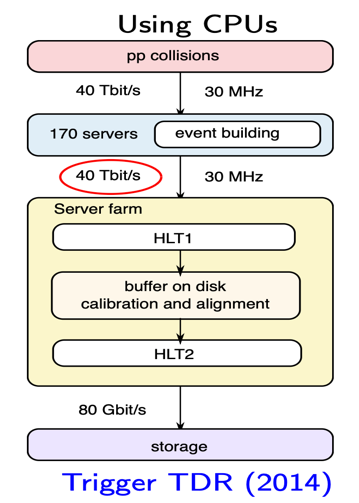 Using CPUs
pp collisions
40 Tbit/s 30 MHz
170 servers event building
40 Tbit/s 30 MHz
Server farm
HLT1
buffer on disk
calibration and alignment
HLT2
80 Gbit/s
storage
Trigger TDR (2014)